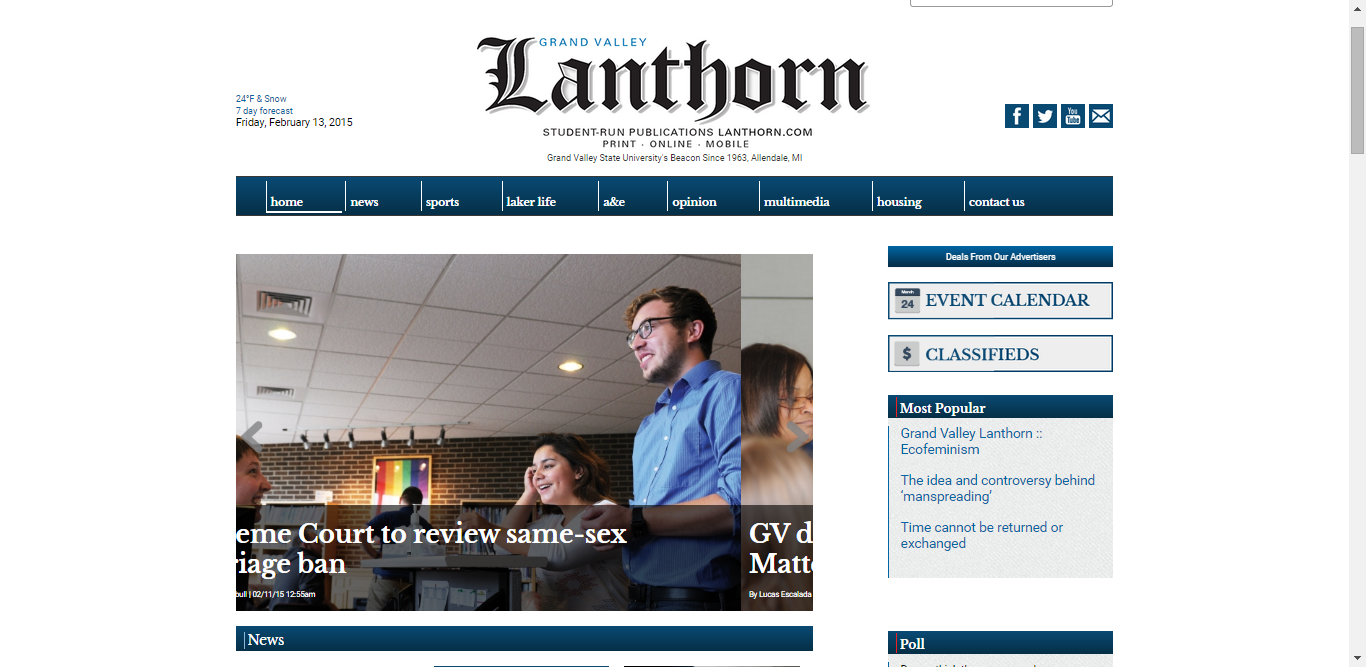 GRAND VALLEY
Lanthorn
24°F & Snow
7 day forecast
Friday, February 13, 2015
STUDENT-RUN PUBLICATIONS LANTHORN.COM
PRINT · ONLINE · MOBILE
Grand Valley State University's Beacon Since 1963, Allendale, MI
f
You
Tube
home news sports laker life a&e opinion multimedia housing contact us
Deals From Our Advertisers
March
24
EVENT CALENDAR
$ CLASSIFIEDS
Most Popular
Grand Valley Lanthorn ::
Ecofeminism
The idea and controversy behind
‘manspreading’
Time cannot be returned or
exchanged
eme Court to review same-sex
riage ban
bull | 02/11/15 12:55am
GV d
Matt
By Lucas Escalada
News
Poll